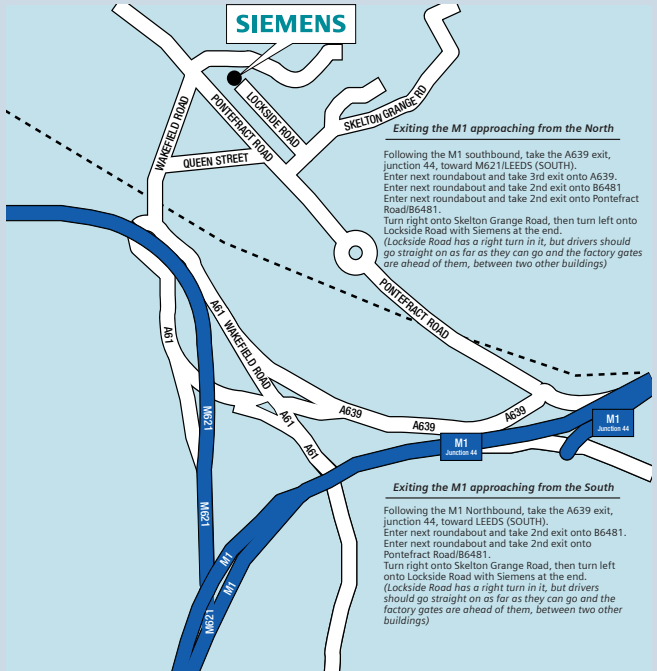 SIEMENS
WAKEFIELD ROAD
PONTEFRACT ROAD
LOCKSIDE ROAD
SKELTON GRANGE RD
QUEEN STREET
Exiting the M1 approaching from the North
Following the M1 southbound, take the A639 exit,
junction 44, toward M621/LEEDS (SOUTH).
Enter next roundabout and take 3rd exit onto A639.
Enter next roundabout and take 2nd exit onto B6481
Enter next roundabout and take 2nd exit onto Pontefract
Road/B6481.
Turn right onto Skelton Grange Road, then turn left onto
Lockside Road with Siemens at the end.
(Lockside Road has a right turn in it, but drivers should
go straight on as far as they can go and the factory gates
are ahead of them, between two other buildings)
PONTEFRACT ROAD
A61 WAKEFIELD ROAD
A61
M621
A61
A61
A639
A639
A639
M1
Junction 44
M1
Junction 44
M621
M1
M1
M621
Exiting the M1 approaching from the South
Following the M1 Northbound, take the A639 exit,
junction 44, toward LEEDS (SOUTH).
Enter next roundabout and take 2nd exit onto B6481.
Enter next roundabout and take 2nd exit onto
Pontefract Road/B6481.
Turn right onto Skelton Grange Road, then turn left
onto Lockside Road with Siemens at the end.
(Lockside Road has a right turn in it, but drivers
should go straight on as far as they can go and the
factory gates are ahead of them, between two other
buildings)